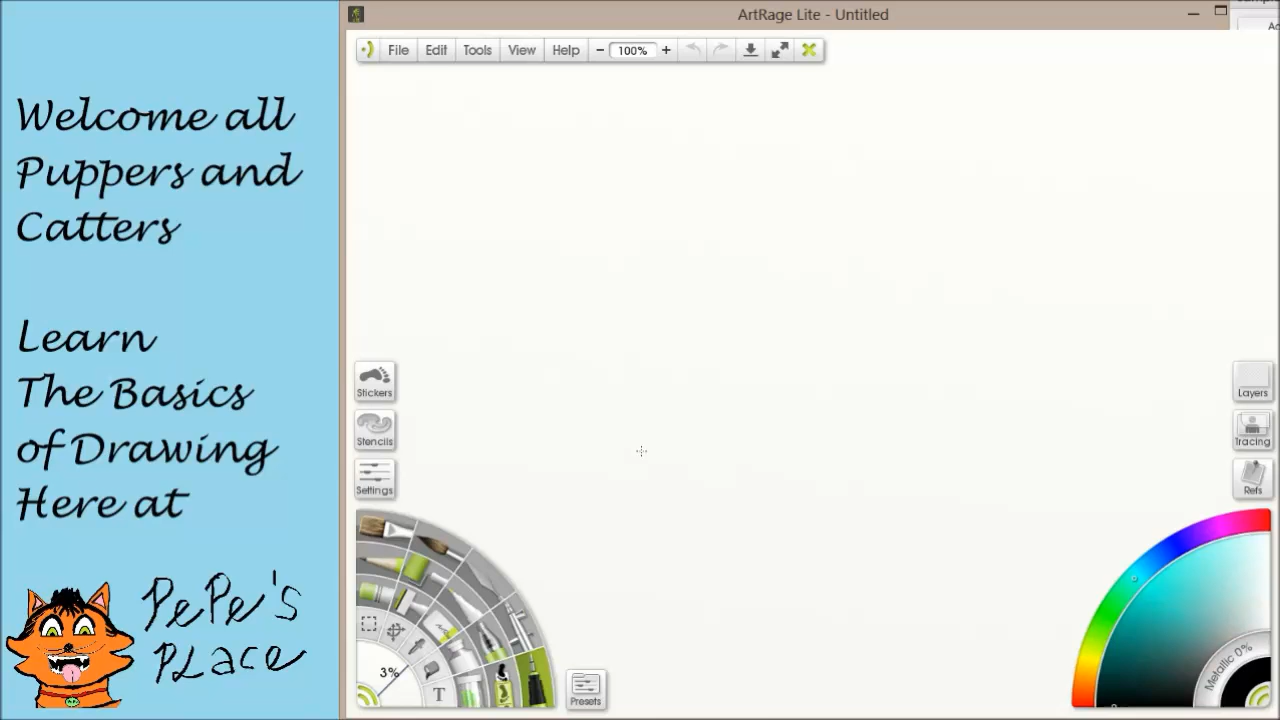 ArtRage Lite - Untitled
File Edit Tools View Help - 100% +
Welcome all
Puppers and
Catters
Learn
The Basics
of Drawing
Here at
PePe's
PLace
Stickers
Stencils
Settings
3%
T
Presets
Layers
Tracing
Refs
Metallic 0%